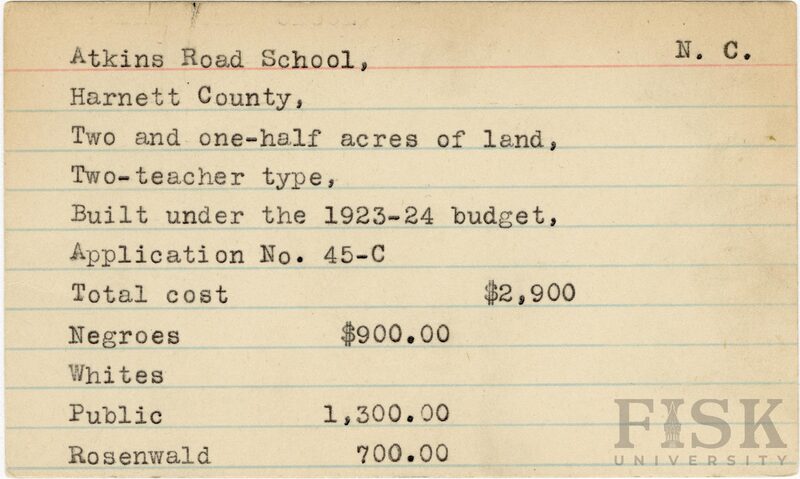 Atkins Road School, N. C.
Harnett County,
Two and one-half acres of land,
Two-teacher type,
Built under the 1923-24 budget,
Application No. 45-C
Total cost $2,900
Negroes $900.00
Whites
Public 1,300.00
Rosenwald 700.00
FISK
UNIVERSITY